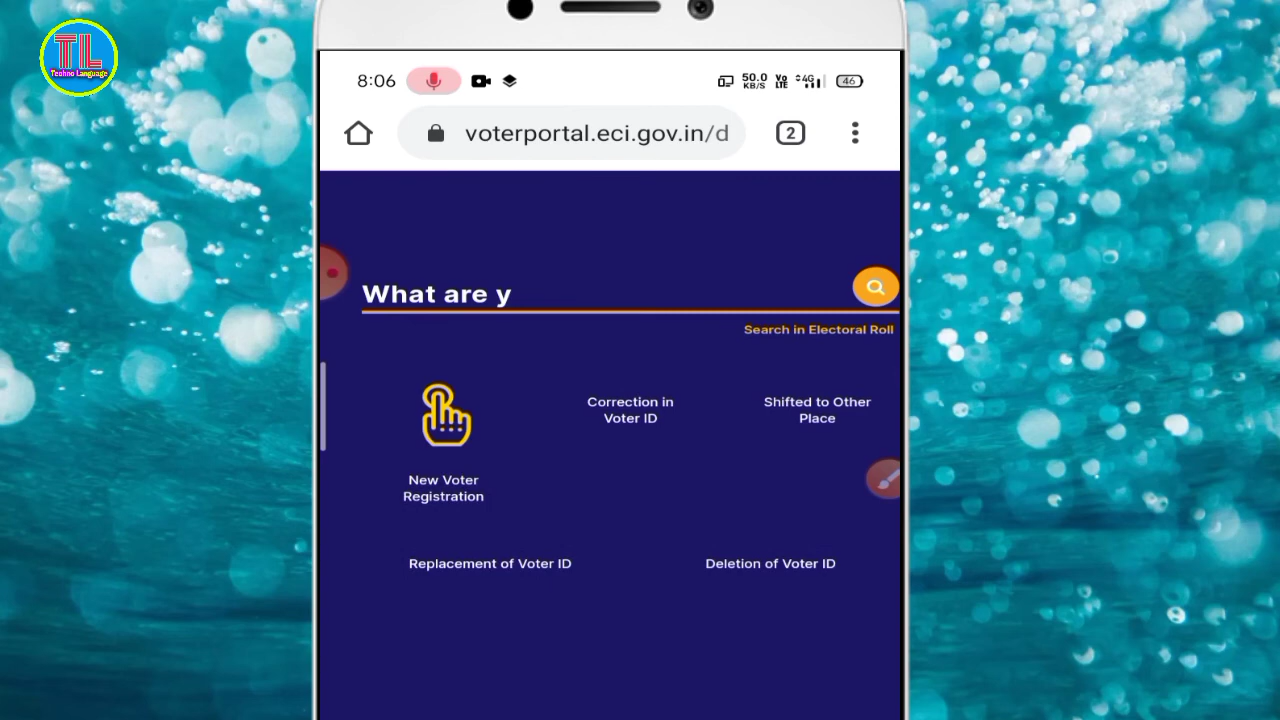 TL
Techno Language
8:06
50.0
KB/S
Vo
LTE
4G
46
voterportal.eci.gov.in/d
2
What are y
Search in Electoral Roll
New Voter
Registration
Correction in
Voter ID
Shifted to Other
Place
Replacement of Voter ID
Deletion of Voter ID